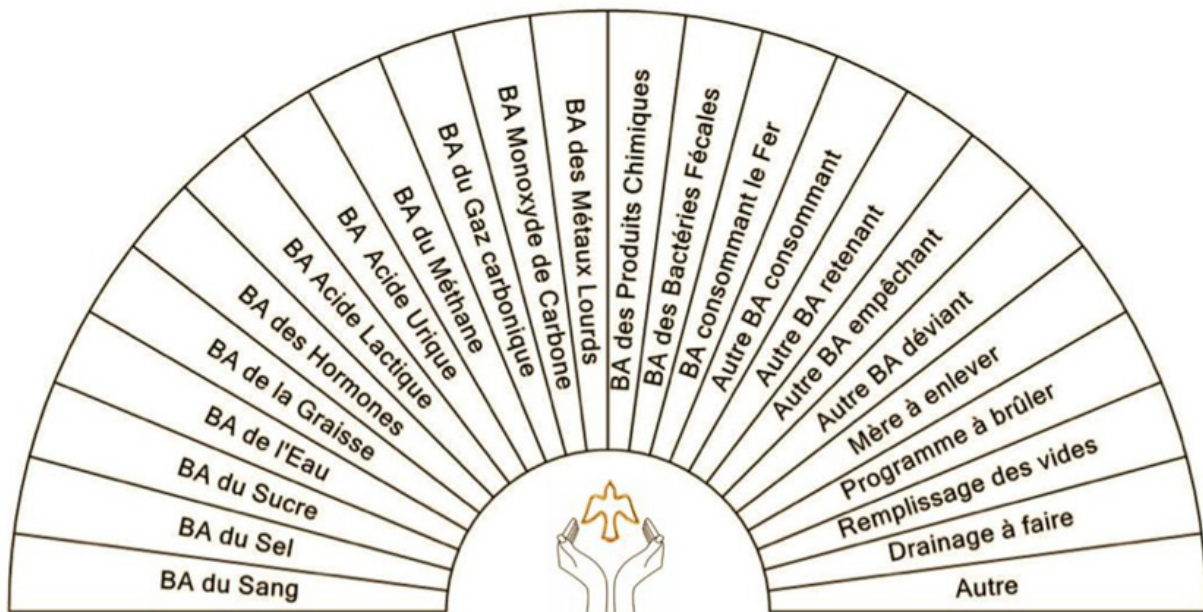 BA du Sang
BA du Sel
BA du Sucre
BA de l'Eau
BA de la Graisse
BA des Hormones
BA Acide Lactique
BA Acide Urique
BA du Méthane
BA du Gaz carbonique
BA Monoxyde de Carbone
BA des Métaux Lourds
BA des Produits Chimiques
BA des Bactéries Fécales
BA consommant le Fer
Autre BA consommant
Autre BA retenant
Autre BA empêchant
Autre BA déviant
Mère à enlever
Programme à brûler
Remplissage des vides
Drainage à faire
Autre